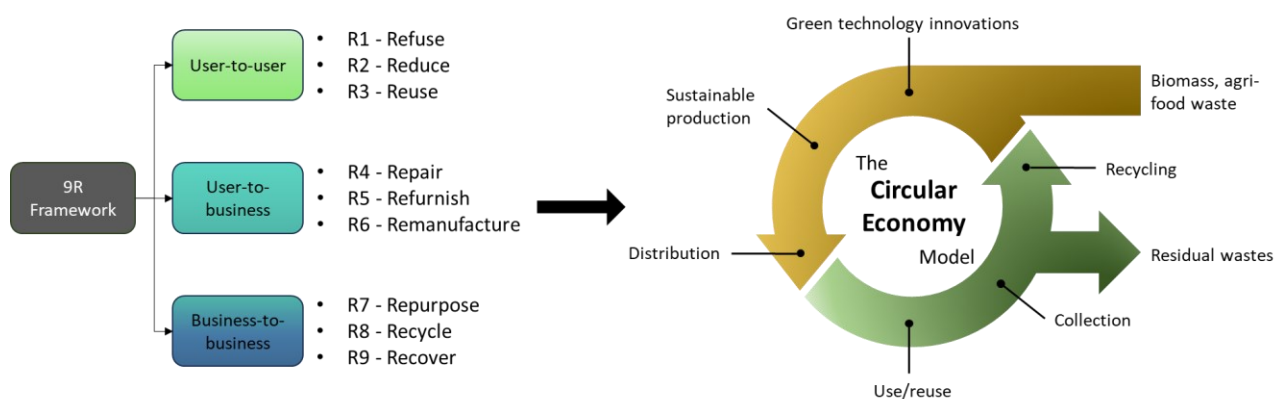 9R
Framework
User-to-user
• R1 - Refuse
• R2 - Reduce
• R3 - Reuse
User-to-
business
• R4 - Repair
• R5 - Refurnish
• R6 - Remanufacture
Business-to-
business
• R7 - Repurpose
• R8 - Recycle
• R9 - Recover
Green technology innovations
Biomass, agri-
food waste
Sustainable
production
The
Circular
Economy
Model
Recycling
Distribution
Residual wastes
Collection
Use/reuse